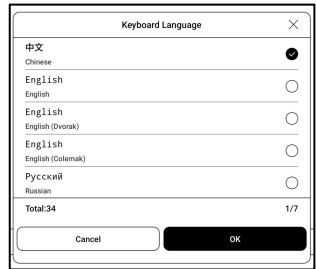 Keyboard Language
中文
Chinese
English
English
English
English (Dvorak)
English
English (Colemak)
Русский
Russian
Total:34 1/7
Cancel OK